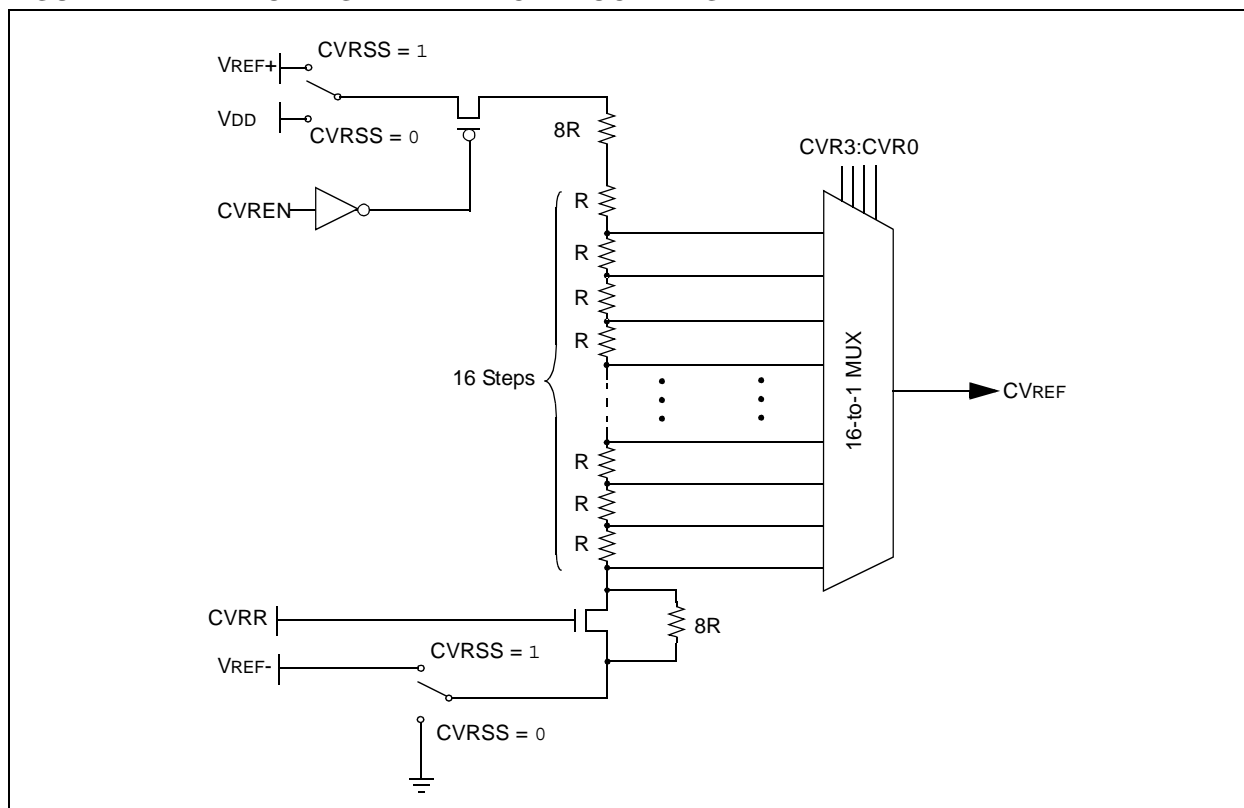 CVRSS = 1
VREF+
VDD
CVRSS = 0
8R
CVR3:CVR0
CVREN
R
R
R
R
16 Steps
16-to-1 MUX
CVREF
R
R
R
CVRR
8R
CVRSS = 1
VREF-
CVRSS = 0